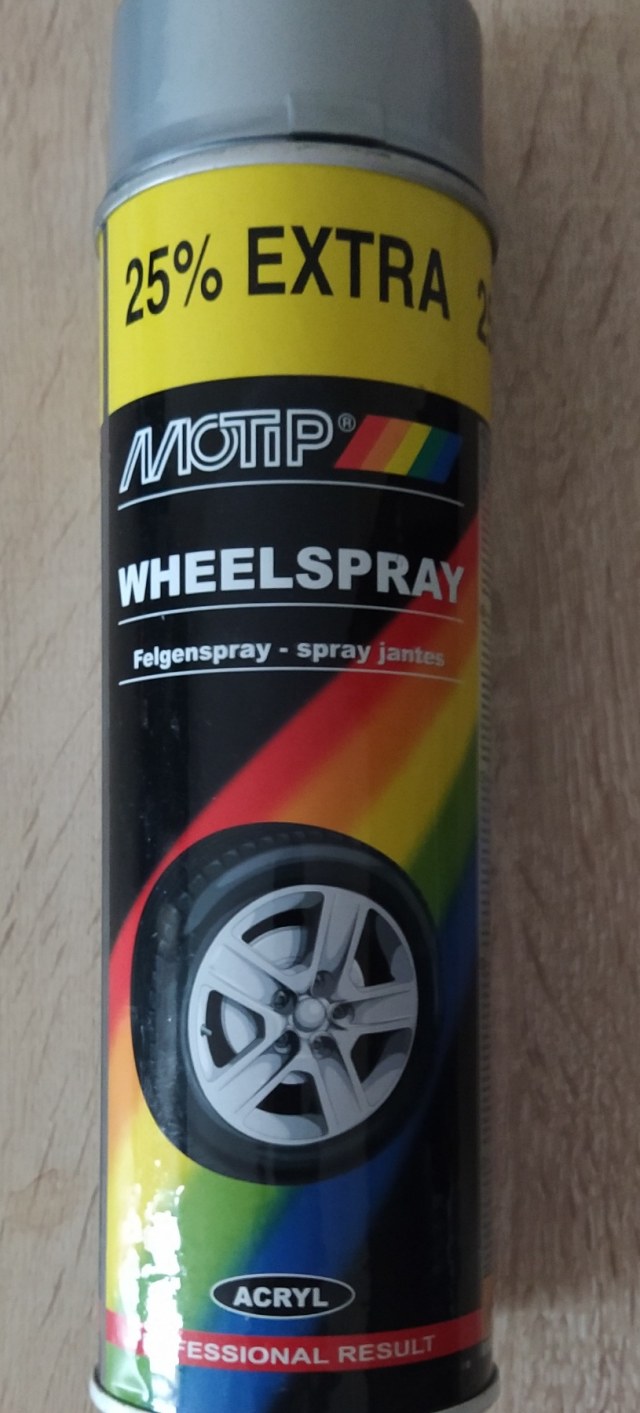 25% EXTRA
MOTIP®
WHEELSPRAY
Felgenspray - spray jantes
ACRYL
FESSIONAL RESULT